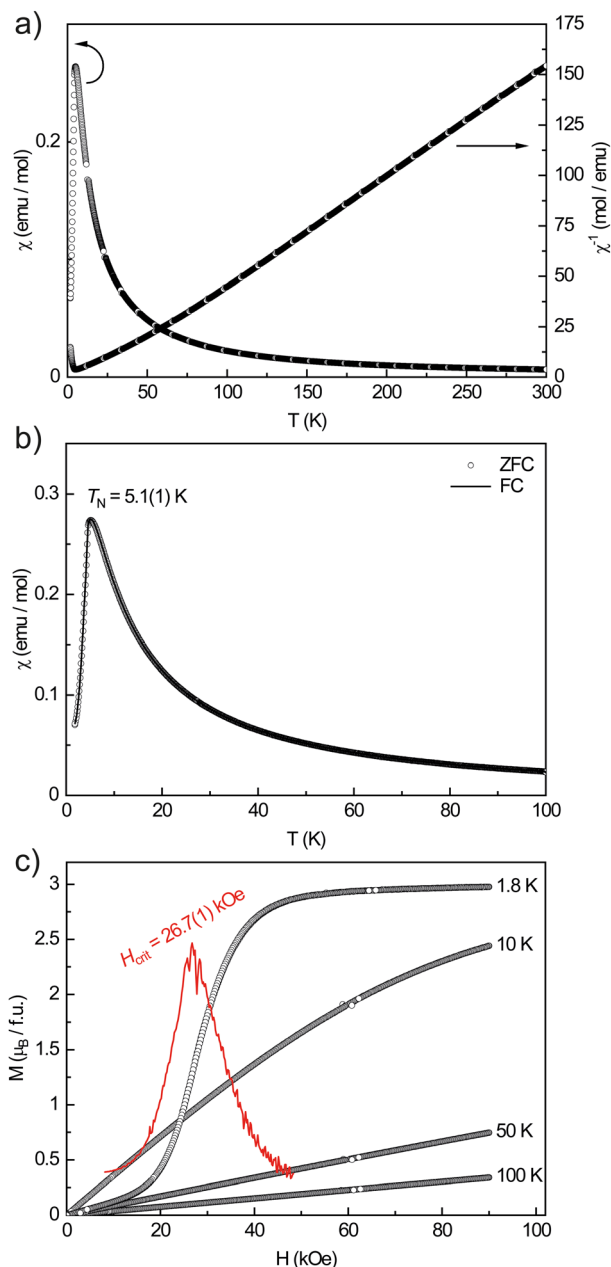 a)
175
150
125
100
75
50
25
0
χ⁻¹ (mol / emu)
0.2
0
χ (emu / mol)
0 50 100 150 200 250 300
T (K)
b)
ZFC
FC
T_N = 5.1(1) K
0.3
0.2
0.1
0
χ (emu / mol)
0 20 40 60 80 100
T (K)
c)
H_crit = 26.7(1) kOe
1.8 K
10 K
50 K
100 K
3
2.5
2
1.5
1
0.5
0
M (μ_B / f.u.)
0 20 40 60 80 100
H (kOe)